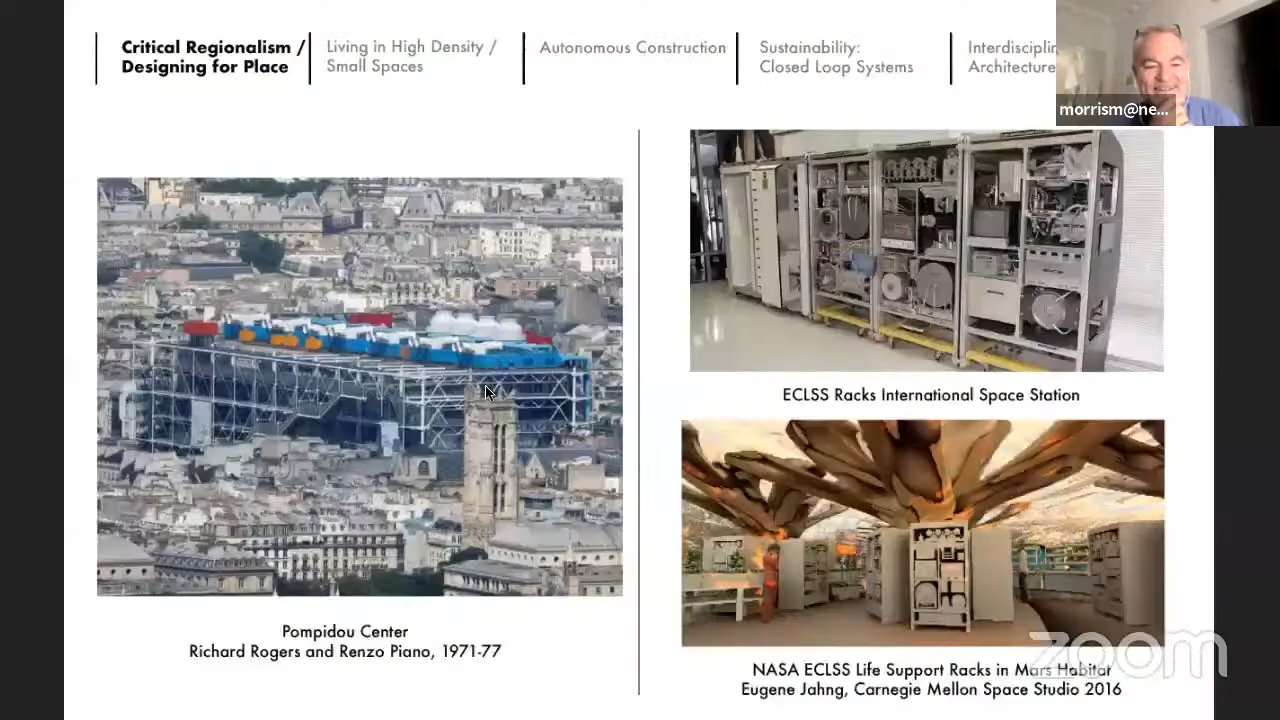 Critical Regionalism /
Designing for Place
Living in High Density /
Small Spaces
Autonomous Construction
Sustainability:
Closed Loop Systems
Interdisciplin
Architecture
morrism@ne...
ECLSS Racks International Space Station
Pompidou Center
Richard Rogers and Renzo Piano, 1971-77
NASA ECLSS Life Support Racks in Mars Habitat
Eugene Jahng, Carnegie Mellon Space Studio 2016
zoom